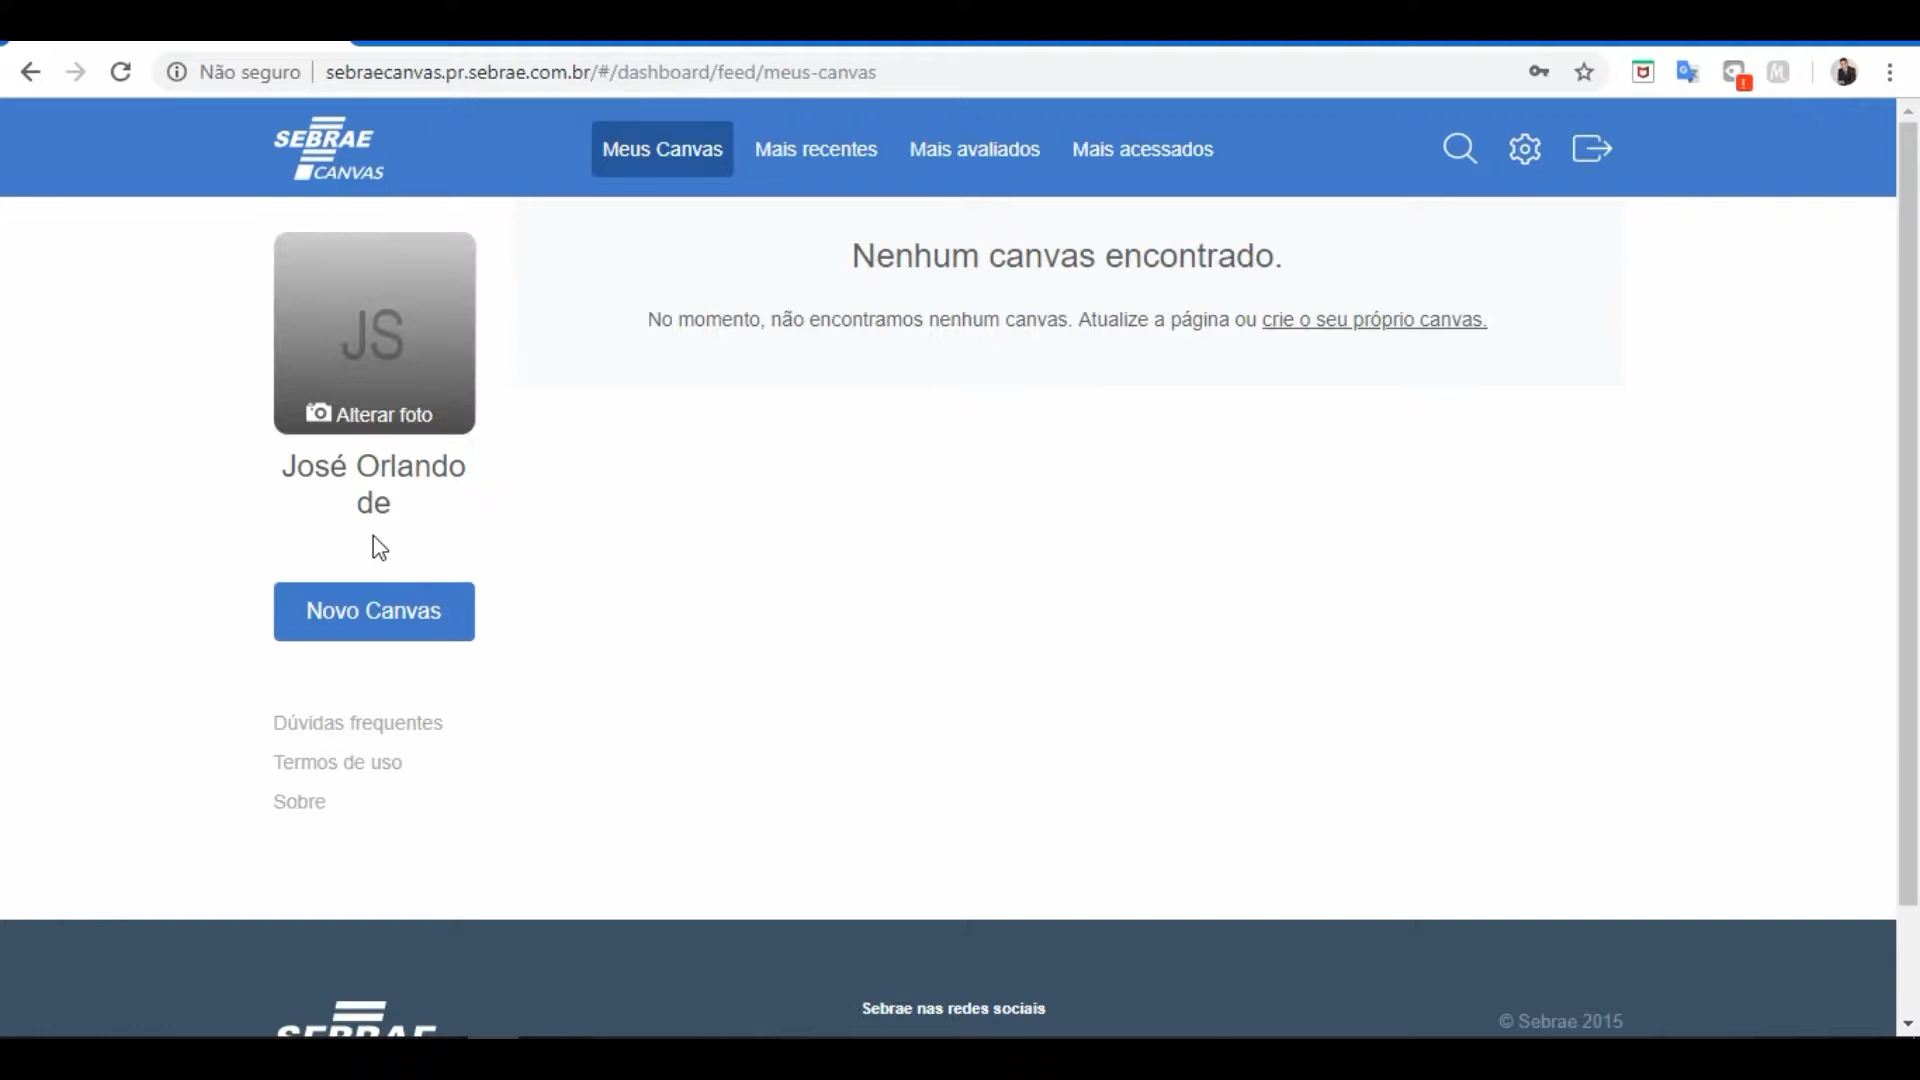 Não seguro
sebraecanvas.pr.sebrae.com.br/#/dashboard/feed/meus-canvas
SEBRAE
CANVAS
Meus Canvas
Mais recentes
Mais avaliados
Mais acessados
Nenhum canvas encontrado.
No momento, não encontramos nenhum canvas. Atualize a página ou crie o seu próprio canvas.
JS
Alterar foto
José Orlando
de
Novo Canvas
Dúvidas frequentes
Termos de uso
Sobre
SEBRAE
Sebrae nas redes sociais
© Sebrae 2015